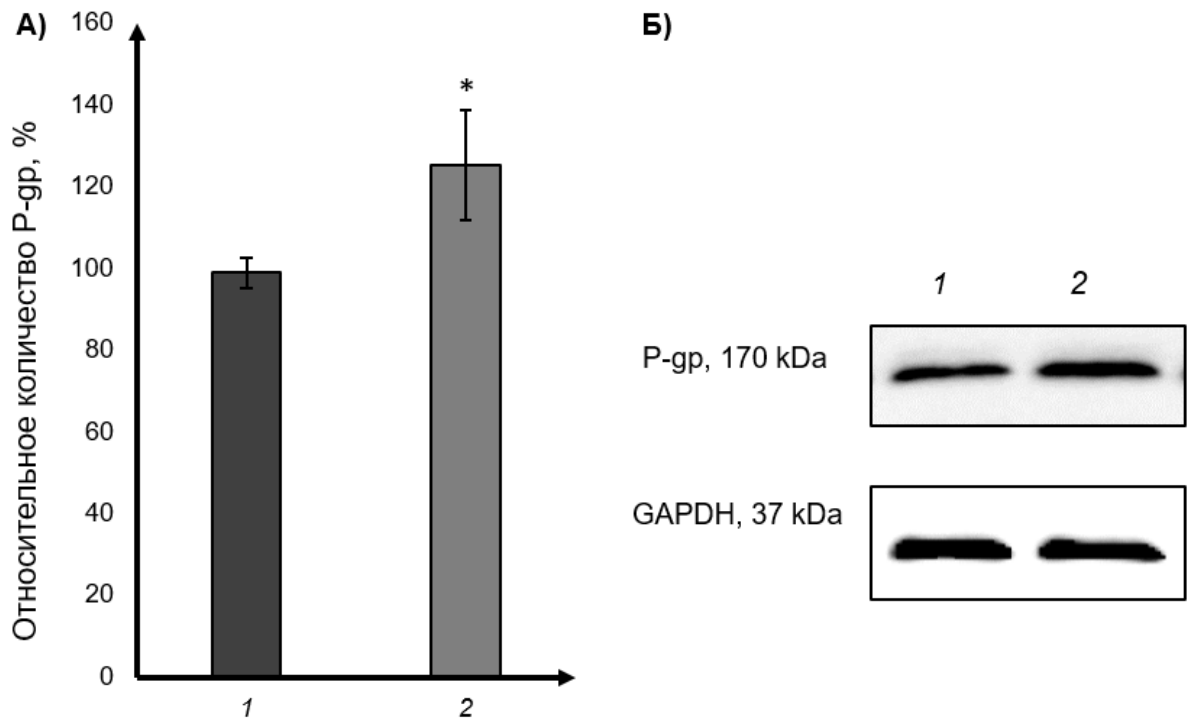 А)
Относительное количество P-gp, %
160
140
120
100
80
60
40
20
0
*
1
2
Б)
1 2
P-gp, 170 kDa
GAPDH, 37 kDa